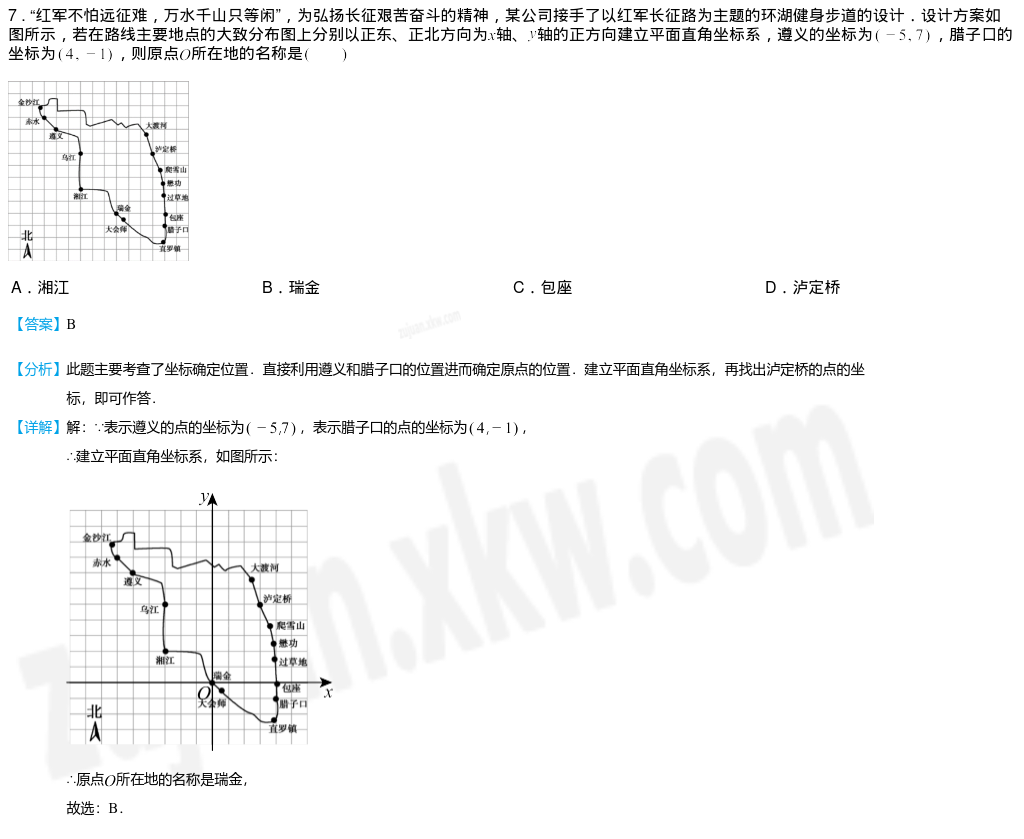 7．“红军不怕远征难，万水千山只等闲”，为弘扬长征艰苦奋斗的精神，某公司接手了以红军长征路为主题的环湖健身步道的设计．设计方案如
图所示，若在路线主要地点的大致分布图上分别以正东、正北方向为x轴、y轴的正方向建立平面直角坐标系，遵义的坐标为(－5,7)，腊子口的
坐标为(4,－1)，则原点O所在地的名称是(　　)
金沙江
赤水
遵义
大渡河
乌江
泸定桥
爬雪山
懋功
湘江
过草地
瑞金
包座
大会师
腊子口
北
直罗镇
A．湘江 B．瑞金 C．包座 D．泸定桥
【答案】B
【分析】此题主要考查了坐标确定位置．直接利用遵义和腊子口的位置进而确定原点的位置．建立平面直角坐标系，再找出泸定桥的点的坐
标，即可作答．
【详解】解：∵表示遵义的点的坐标为(－5,7)，表示腊子口的点的坐标为(4,－1)，
∴建立平面直角坐标系，如图所示：
y
金沙江
赤水
大渡河
遵义
泸定桥
乌江
爬雪山
懋功
湘江
过草地
瑞金
O
包座
x
大会师
腊子口
北
直罗镇
∴原点O所在地的名称是瑞金，
故选：B．
zujuan.xkw.com
zujuan.xkw.com